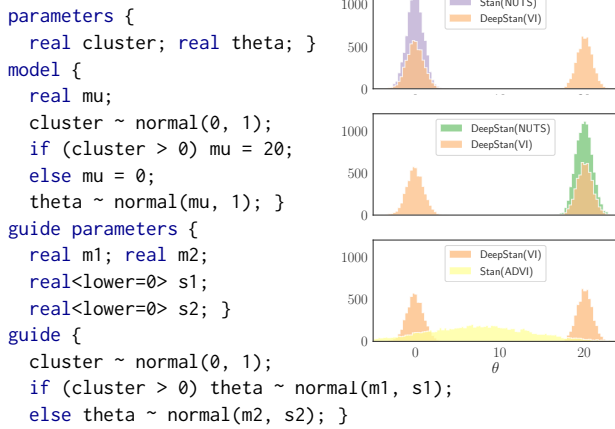 parameters {
  real cluster; real theta; }
model {
  real mu;
  cluster ~ normal(0, 1);
  if (cluster > 0) mu = 20;
  else mu = 0;
  theta ~ normal(mu, 1); }
guide parameters {
  real m1; real m2;
  real<lower=0> s1;
  real<lower=0> s2; }
guide {
  cluster ~ normal(0, 1);
  if (cluster > 0) theta ~ normal(m1, s1);
  else theta ~ normal(m2, s2); }
1000
500
0
Stan(NUTS)
DeepStan(VI)
1000
500
0
DeepStan(NUTS)
DeepStan(VI)
1000
500
0
DeepStan(VI)
Stan(ADVI)
0 10 20
θ